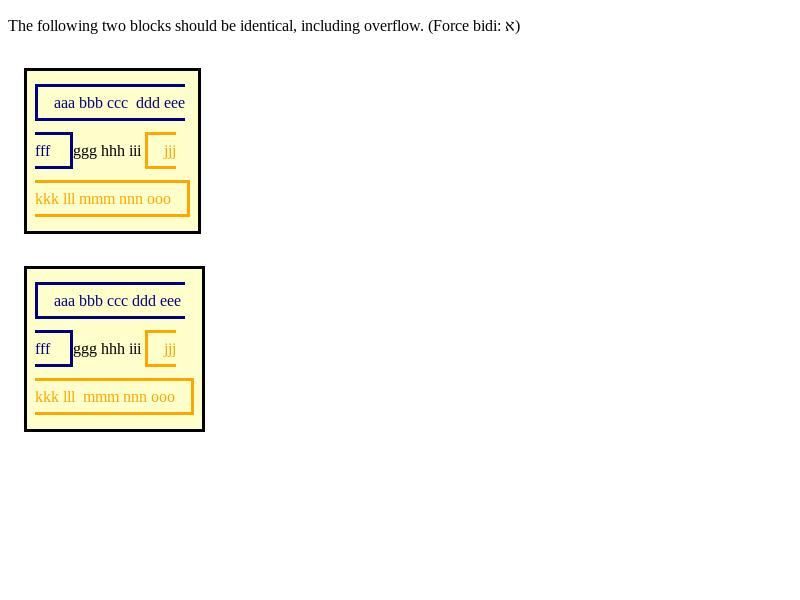 The following two blocks should be identical, including overflow. (Force bidi: א)
aaa bbb ccc  ddd eee
fff ggg hhh iii jjj
kkk lll mmm nnn ooo
aaa bbb ccc ddd eee
fff ggg hhh iii jjj
kkk lll  mmm nnn ooo